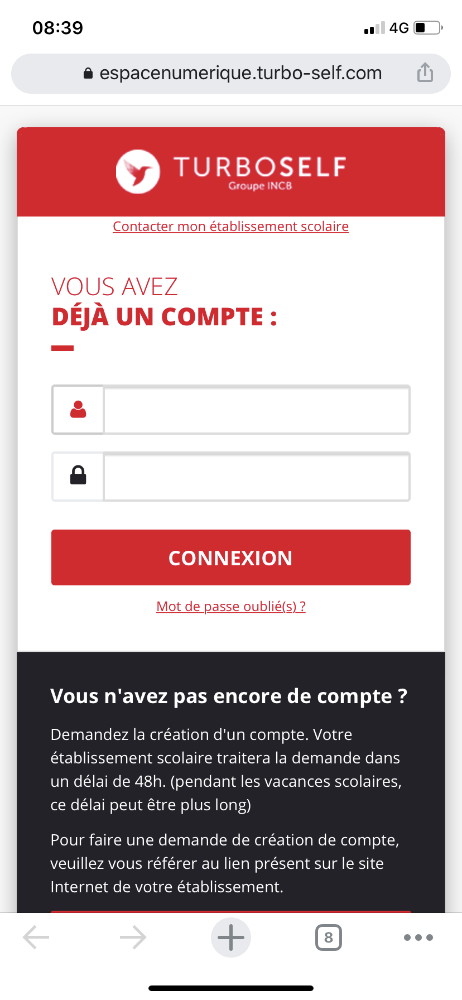 08:39
4G
espacenumerique.turbo-self.com
TURBOSELF
Groupe INCB
Contacter mon établissement scolaire
VOUS AVEZ
DÉJÀ UN COMPTE :
CONNEXION
Mot de passe oublié(s) ?
Vous n'avez pas encore de compte ?
Demandez la création d'un compte. Votre
établissement scolaire traitera la demande dans
un délai de 48h. (pendant les vacances scolaires,
ce délai peut être plus long)
Pour faire une demande de création de compte,
veuillez vous référer au lien présent sur le site
Internet de votre établissement.
8